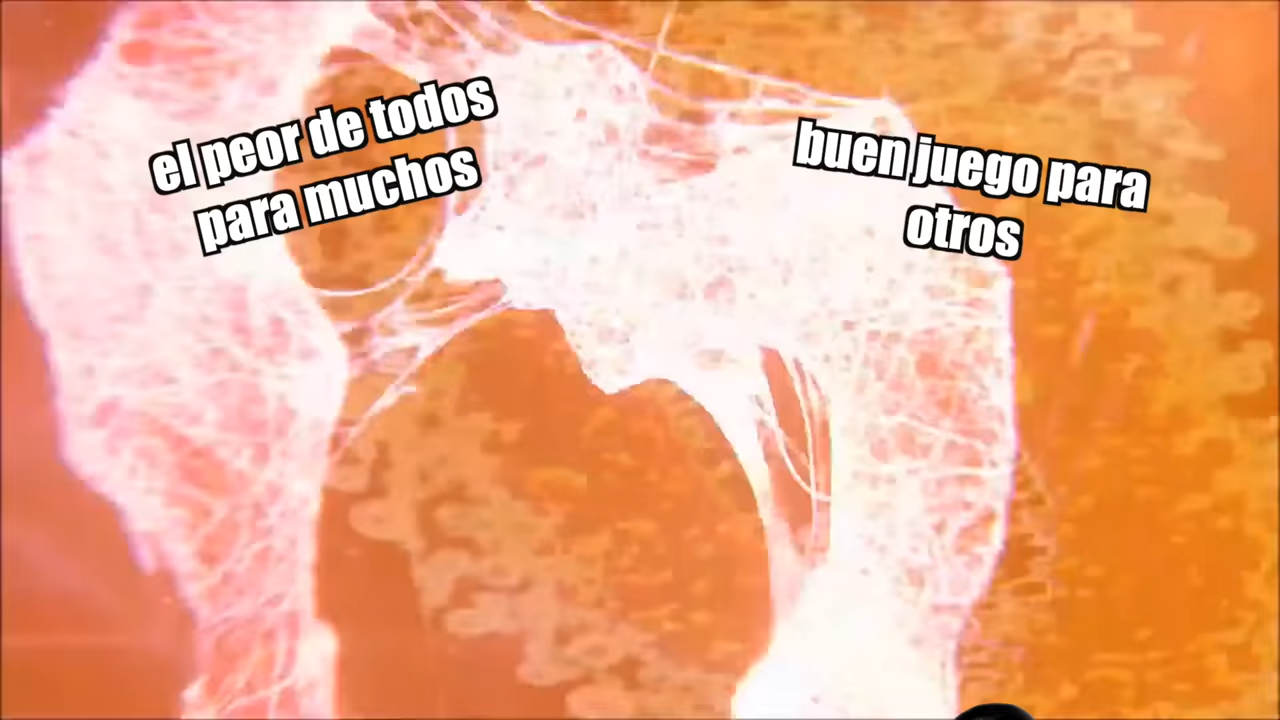 el peor de todos
para muchos
buen juego para
otros